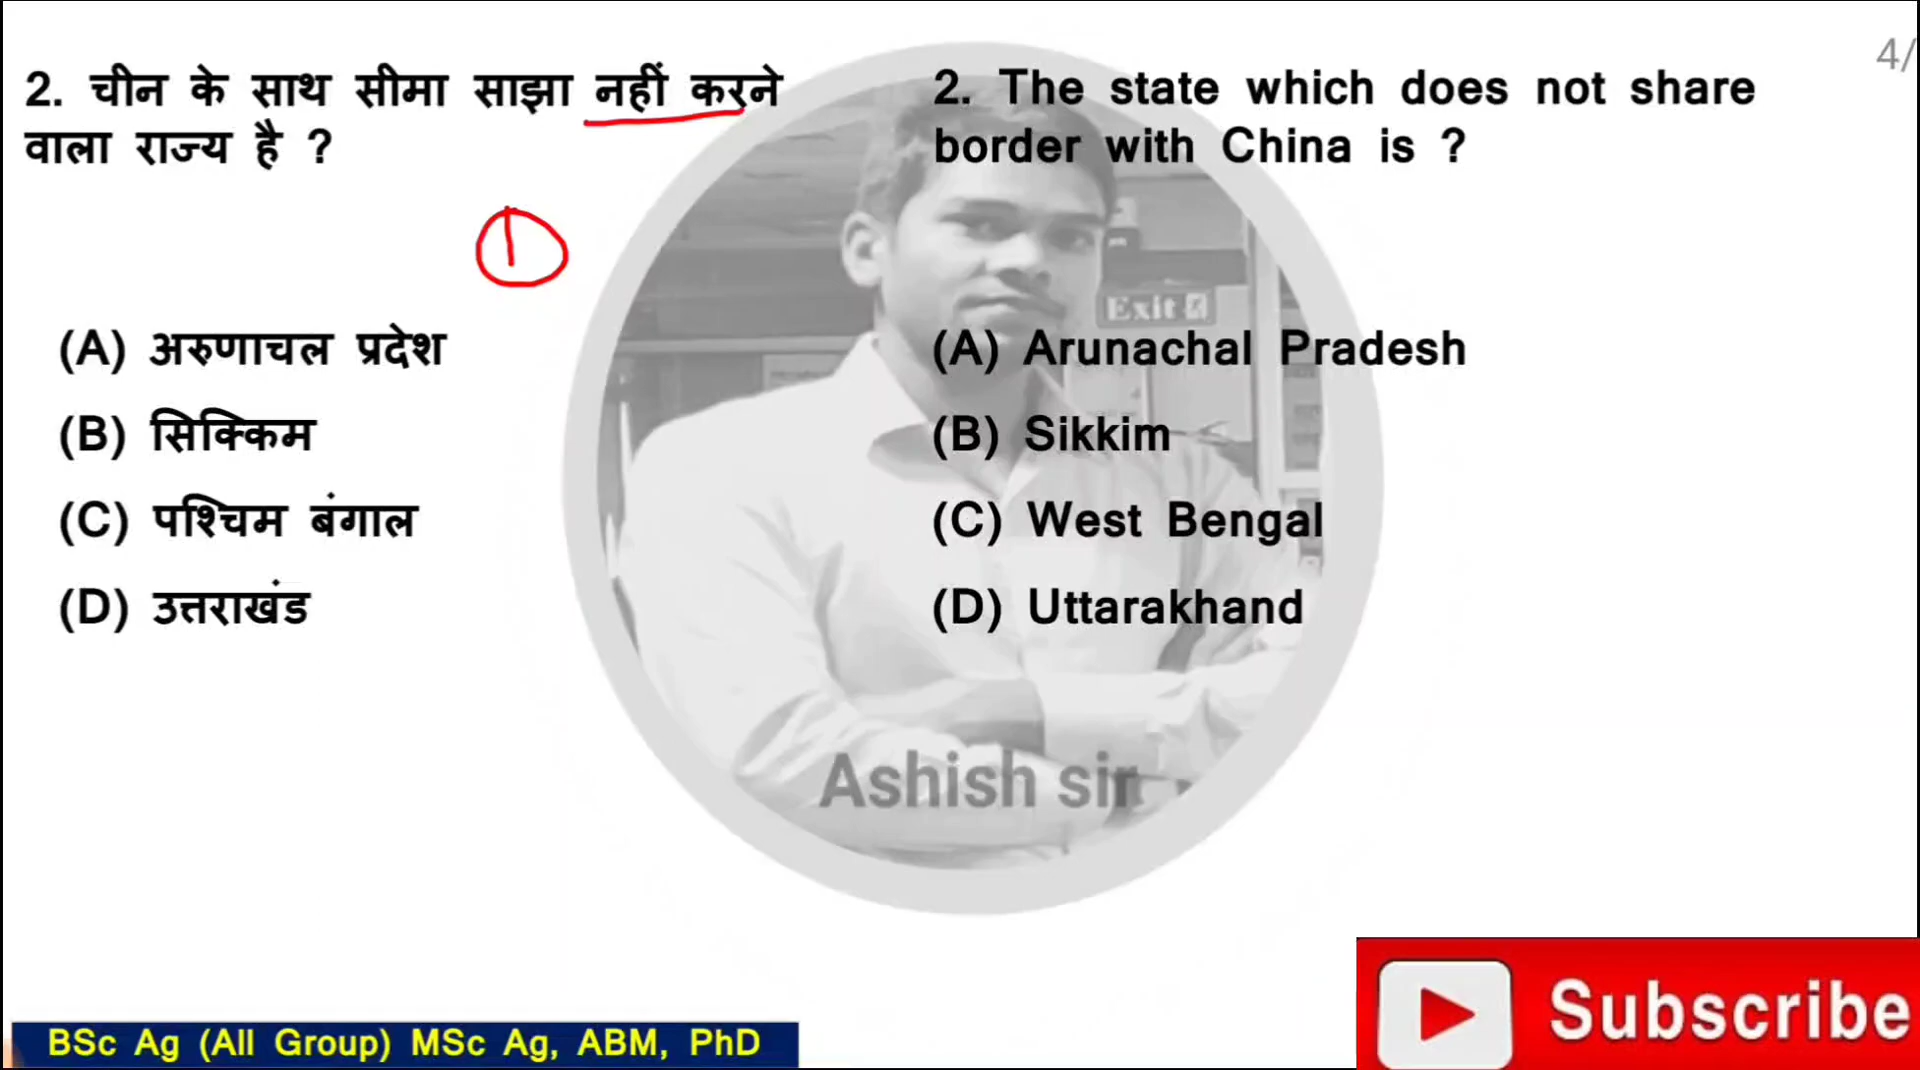 4/
2. चीन के साथ सीमा साझा नहीं करने
वाला राज्य है ?
1
(A) अरुणाचल प्रदेश
(B) सिक्किम
(C) पश्चिम बंगाल
(D) उत्तराखंड
2. The state which does not share
border with China is ?
Exit
(A) Arunachal Pradesh
(B) Sikkim
(C) West Bengal
(D) Uttarakhand
Ashish sir
BSc Ag (All Group) MSc Ag, ABM, PhD
Subscribe